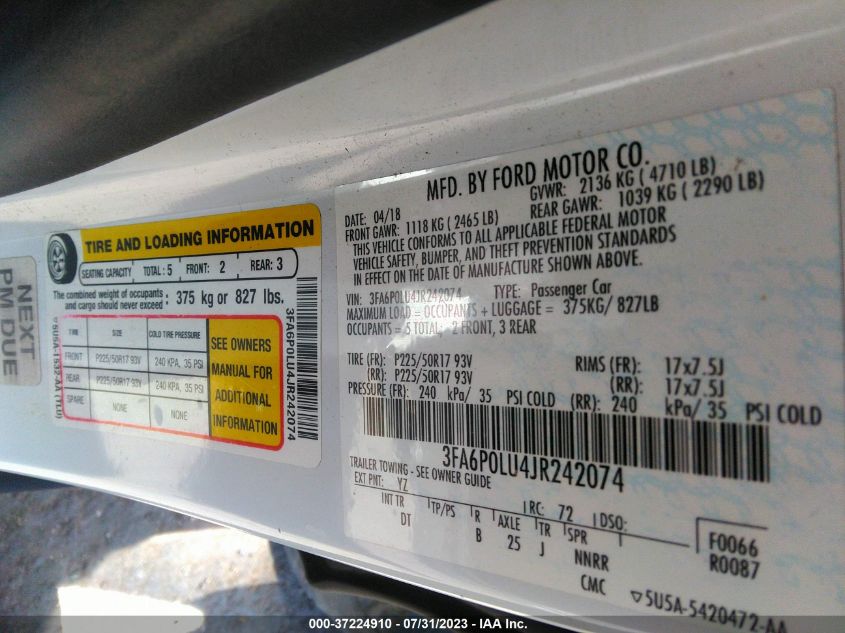 NEXT
PM DUE
TIRE AND LOADING INFORMATION
SEATING CAPACITY TOTAL : 5 FRONT: 2 REAR: 3
The combined weight of occupants and cargo should never exceed : 375 kg or 827 lbs.
TIRE SIZE COLD TIRE PRESSURE
FRONT P225/50R17 93V 240 KPA, 35 PSI
REAR P225/50R17 93V 240 KPA, 35 PSI
SPARE NONE NONE
SEE OWNERS
MANUAL FOR
ADDITIONAL
INFORMATION
5U5A-1532-AA (TLU)
3FA6P0LU4JR242074
MFD. BY FORD MOTOR CO.
DATE: 04/18 GVWR: 2136 KG ( 4710 LB)
FRONT GAWR: 1118 KG ( 2465 LB) REAR GAWR: 1039 KG ( 2290 LB)
THIS VEHICLE CONFORMS TO ALL APPLICABLE FEDERAL MOTOR
VEHICLE SAFETY, BUMPER, AND THEFT PREVENTION STANDARDS
IN EFFECT ON THE DATE OF MANUFACTURE SHOWN ABOVE.
VIN: 3FA6P0LU4JR242074 TYPE: Passenger Car
MAXIMUM LOAD = OCCUPANTS + LUGGAGE = 375KG/ 827LB
OCCUPANTS = 5 TOTAL, 2 FRONT, 3 REAR
TIRE (FR): P225/50R17 93V RIMS (FR): 17x7.5J
(RR): P225/50R17 93V (RR): 17x7.5J
PRESSURE (FR): 240 kPa/ 35 PSI COLD (RR): 240 kPa/ 35 PSI COLD
3FA6P0LU4JR242074
TRAILER TOWING - SEE OWNER GUIDE
EXT PNT: YZ RC: 72 DSO:
INT TR TP/PS R AXLE TR SPR
DT B 25 J NNRR
CMC
F0066
R0087
5U5A-5420472-AA
000-37224910 - 07/31/2023 - IAAI.COM